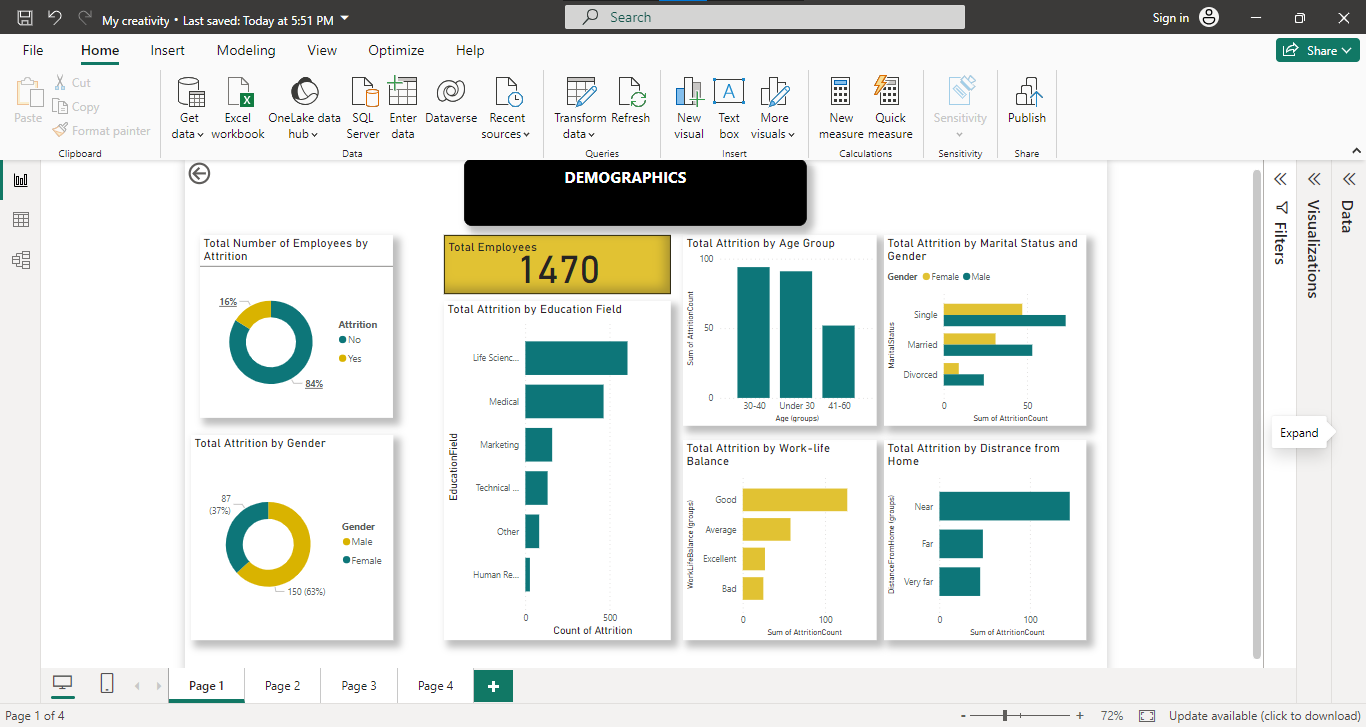 My creativity • Last saved: Today at 5:51 PM
Search
Sign in
File Home Insert Modeling View Optimize Help
Share
Paste
Cut
Copy
Format painter
Clipboard
Get data
Excel workbook
OneLake data hub
SQL Server
Enter data
Dataverse
Recent sources
Data
Transform data
Refresh
Queries
New visual
Text box
More visuals
Insert
New measure
Quick measure
Calculations
Sensitivity
Sensitivity
Publish
Share
DEMOGRAPHICS
Total Number of Employees by
Attrition
16%
84%
Attrition
No
Yes
Total Attrition by Gender
87
(37%)
150 (63%)
Gender
Male
Female
Total Employees
1470
Total Attrition by Education Field
EducationField
Life Scienc...
Medical
Marketing
Technical ...
Other
Human Re...
0 500
Count of Attrition
Total Attrition by Age Group
Sum of AttritionCount
100
50
0
30-40 Under 30 41-60
Age (groups)
Total Attrition by Marital Status and
Gender
Gender Female Male
MaritalStatus
Single
Married
Divorced
0 50
Sum of AttritionCount
Total Attrition by Work-life
Balance
WorkLifeBalance (groups)
Good
Average
Excellent
Bad
0 100
Sum of AttritionCount
Total Attrition by Distrance from
Home
DistanceFromHome (groups)
Near
Far
Very far
0 100
Sum of AttritionCount
Filters
Visualizations
Data
Expand
Page 1 Page 2 Page 3 Page 4
Page 1 of 4
72%
Update available (click to download)